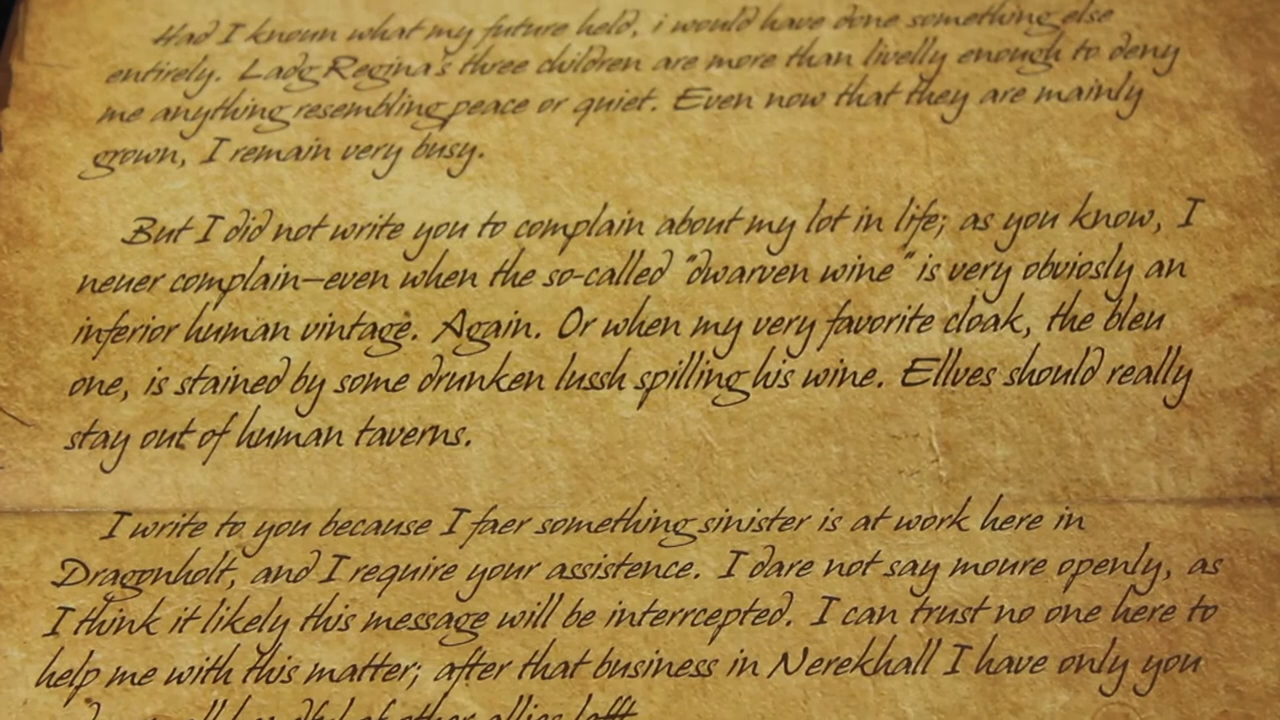 Had I knoun what my future held, i would have done something else
entirely. Ladg Regina's three children are more than livelly enough to deny
me anything resembling peace or quiet. Even now that they are mainly
grown, I remain very busy.
But I did not write you to complain about my lot in life; as you know, I
neuer complain—even when the so-called "dwarven wine" is very obviosly an
inferior human vintage. Again. Or when my very favorite cloak, the bleu
one, is stained by some drunken lussh spilling his wine. Ellves should really
stay out of human taverns.
I write to you because I faer something sinister is at work here in
Dragonholt, and I require your assistence. I dare not say moure openly, as
I think it likely this message will be interrcepted. I can trust no one here to
help me with this matter; after that business in Nerekhall I have only you
of other allies